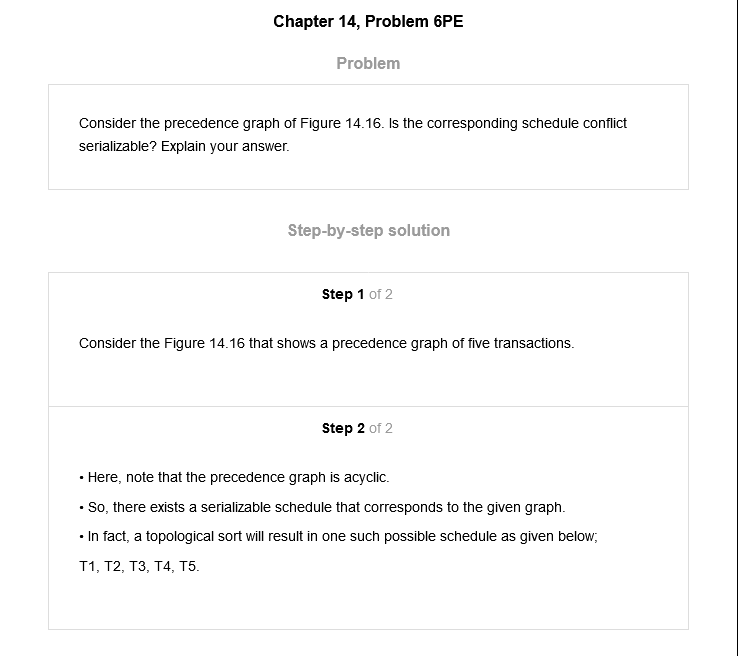 Chapter 14, Problem 6PE
Problem
Consider the precedence graph of Figure 14.16. Is the corresponding schedule conflict
serializable? Explain your answer.
Step-by-step solution
Step 1 of 2
Consider the Figure 14.16 that shows a precedence graph of five transactions.
Step 2 of 2
• Here, note that the precedence graph is acyclic.
• So, there exists a serializable schedule that corresponds to the given graph.
• In fact, a topological sort will result in one such possible schedule as given below;
T1, T2, T3, T4, T5.